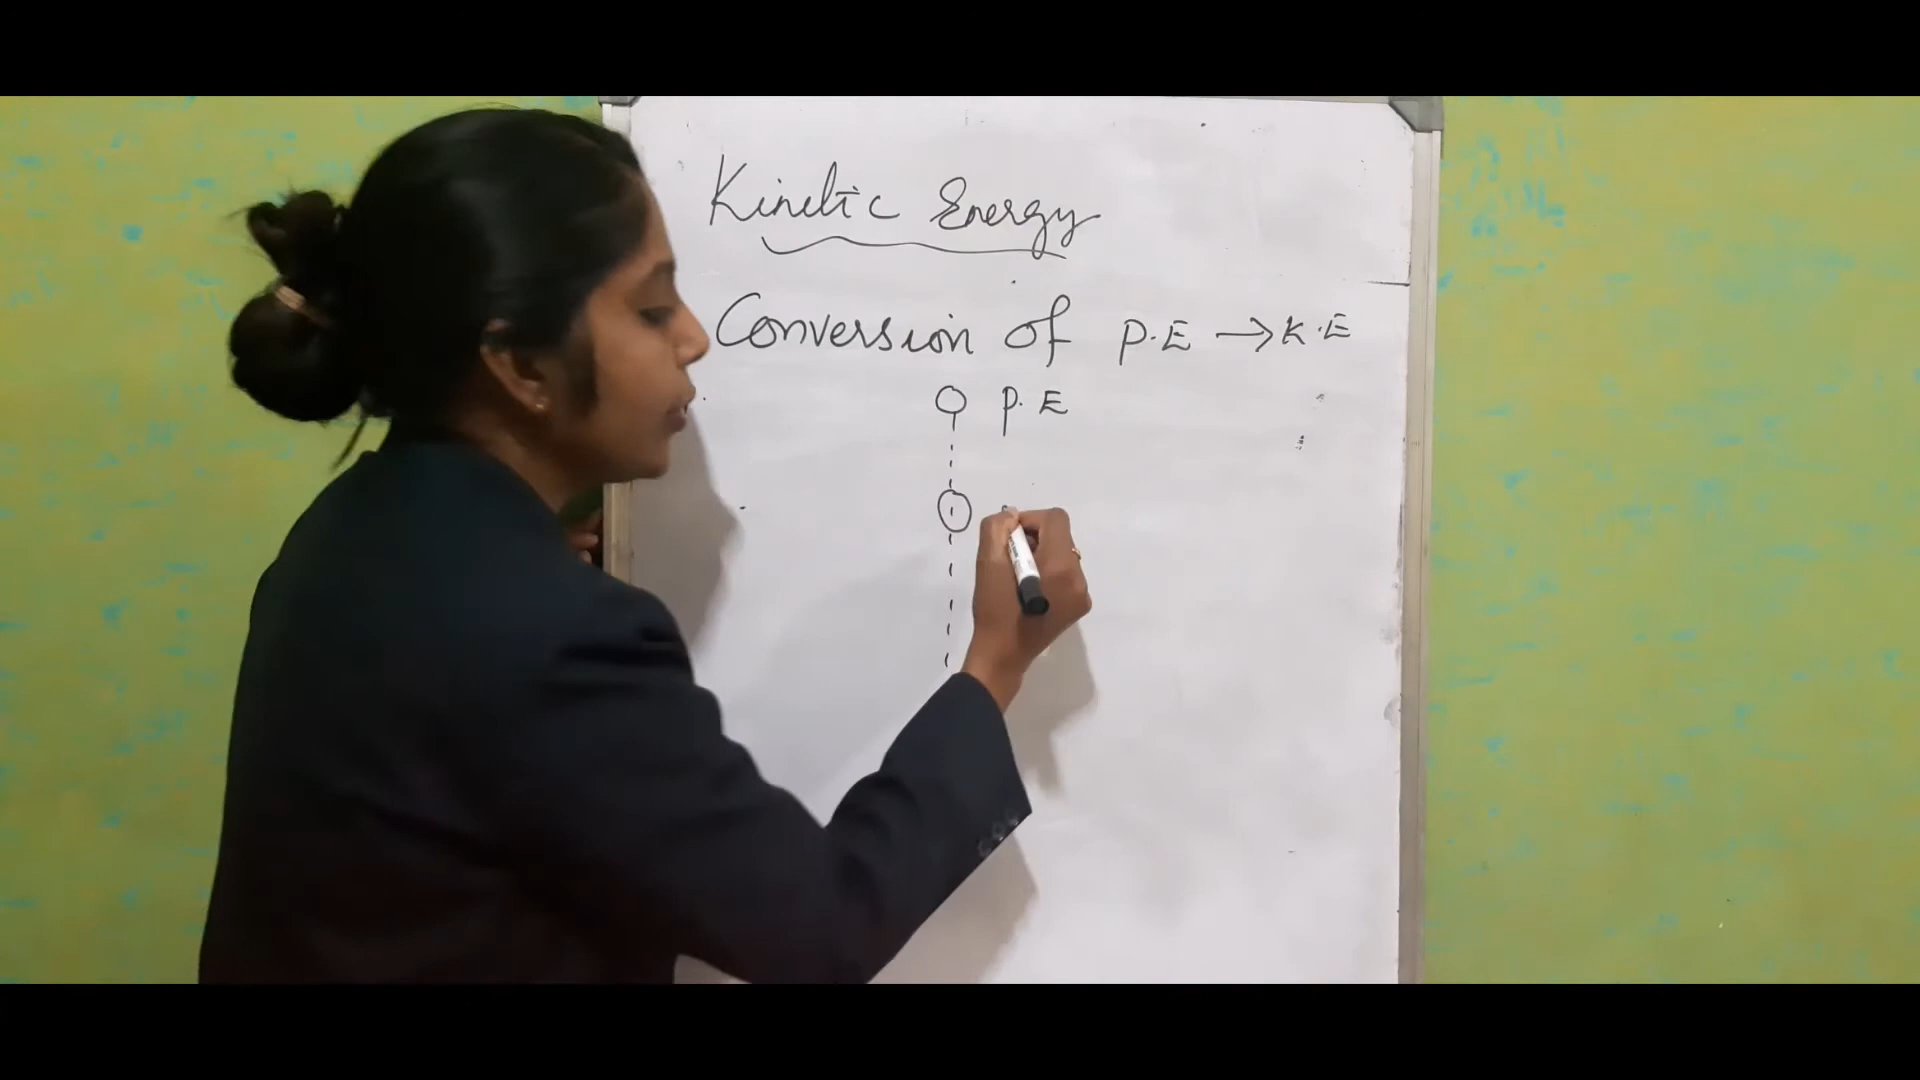 Kinetic Energy
Conversion of P.E → K.E
P.E